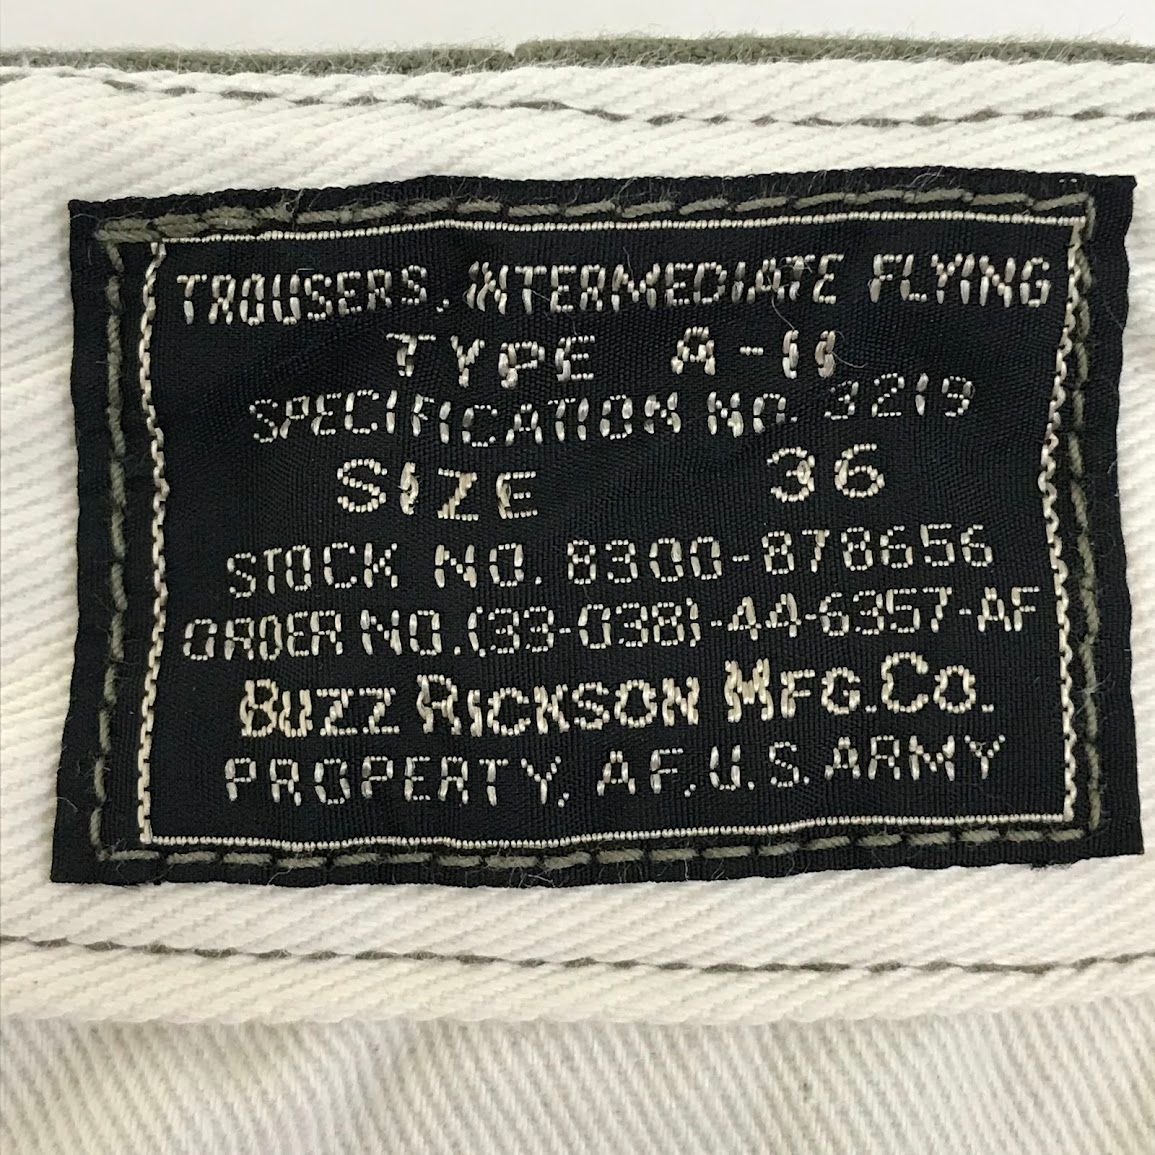 TROUSERS, INTERMEDIATE FLYING
TYPE A-11
SPECIFICATION NO. 3219
SIZE 36
STOCK NO. 8300-878656
ORDER NO.(33-038)-44-6357-AF
BUZZ RICKSON MFG.CO.
PROPERTY, A.F., U.S. ARMY